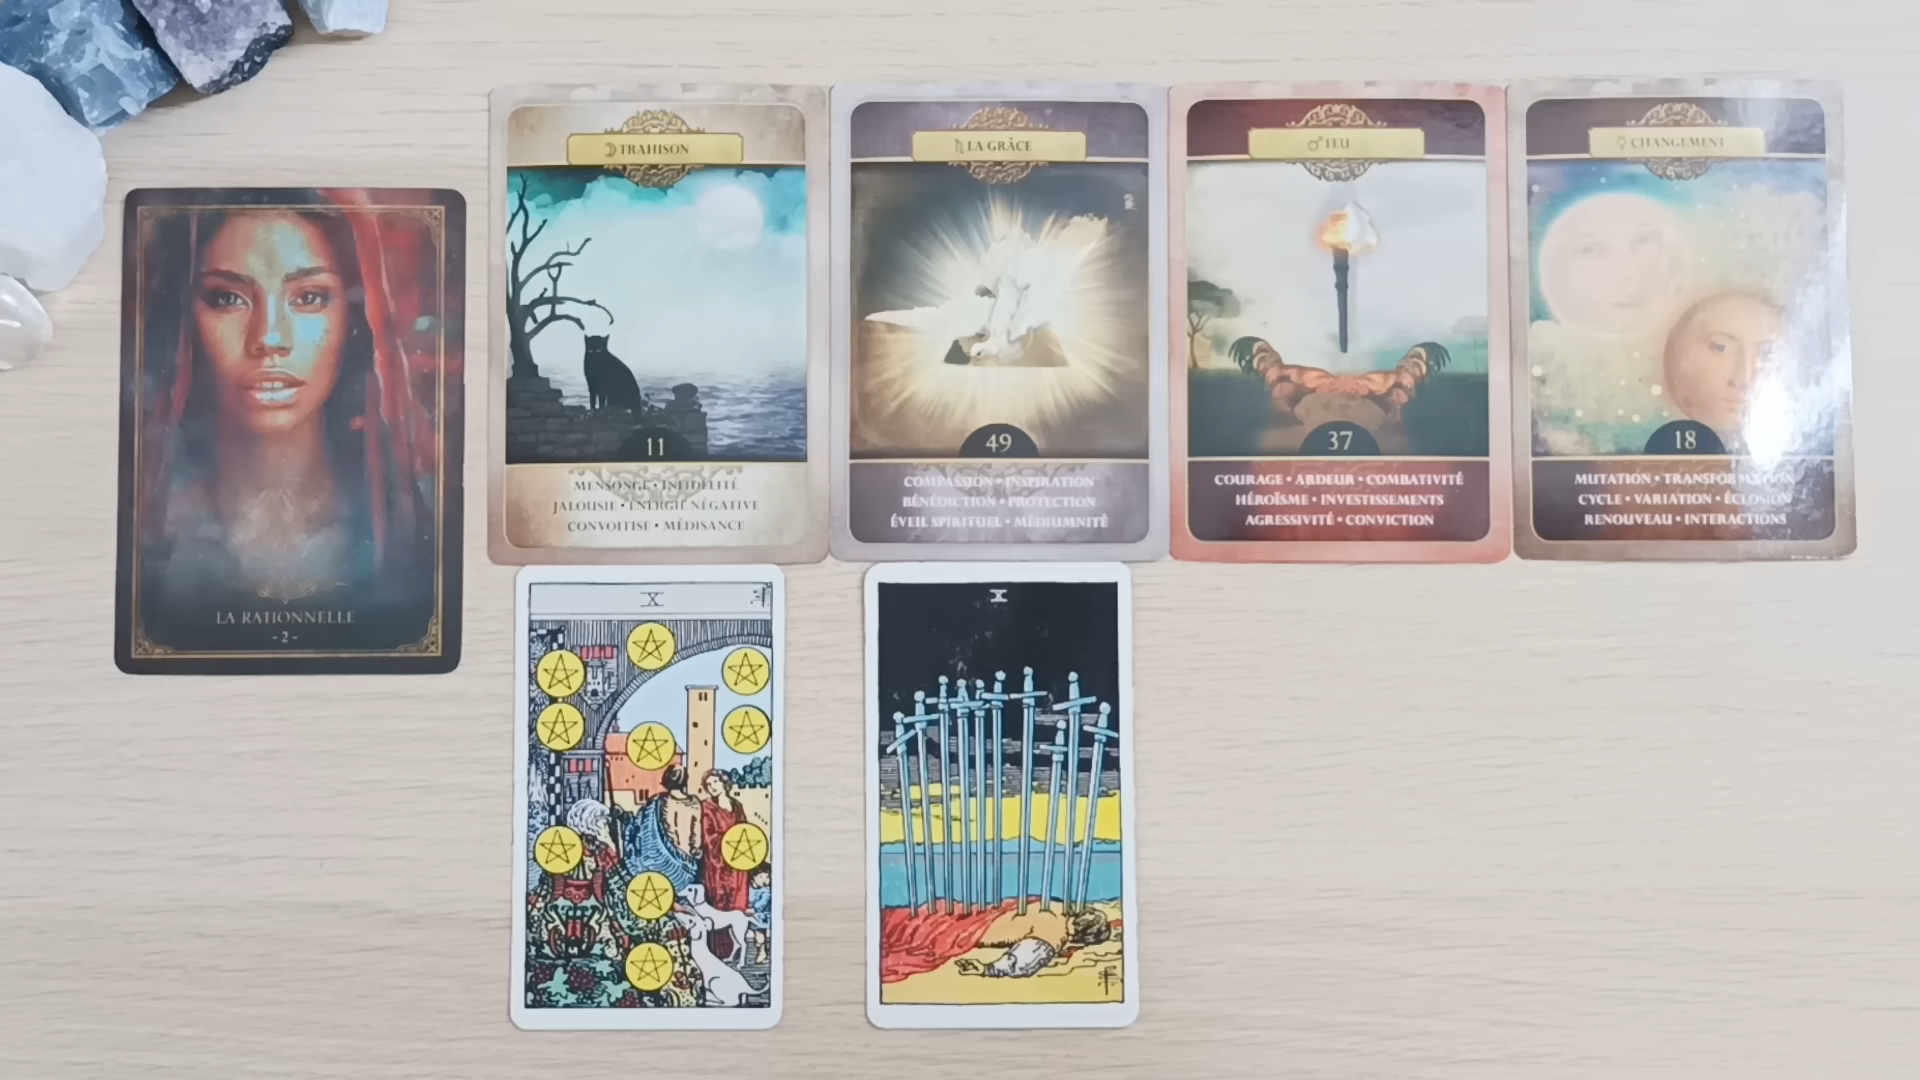 LA RATIONNELLE
- 2 -
TRAHISON
11
MENSONGE • INFIDÉLITÉ
JALOUSIE • ÉNERGIE NÉGATIVE
CONVOITISE • MÉDISANCE
LA GRÂCE
49
COMPASSION • INSPIRATION
BÉNÉDICTION • PROTECTION
ÉVEIL SPIRITUEL • MÉDIUMNITÉ
FEU
37
COURAGE • ARDEUR • COMBATIVITÉ
HÉROÏSME • INVESTISSEMENTS
AGRESSIVITÉ • CONVICTION
CHANGEMENT
18
MUTATION • TRANSFORMATION
CYCLE • VARIATION • ÉCLOSION
RENOUVEAU • INTERACTIONS
X
X